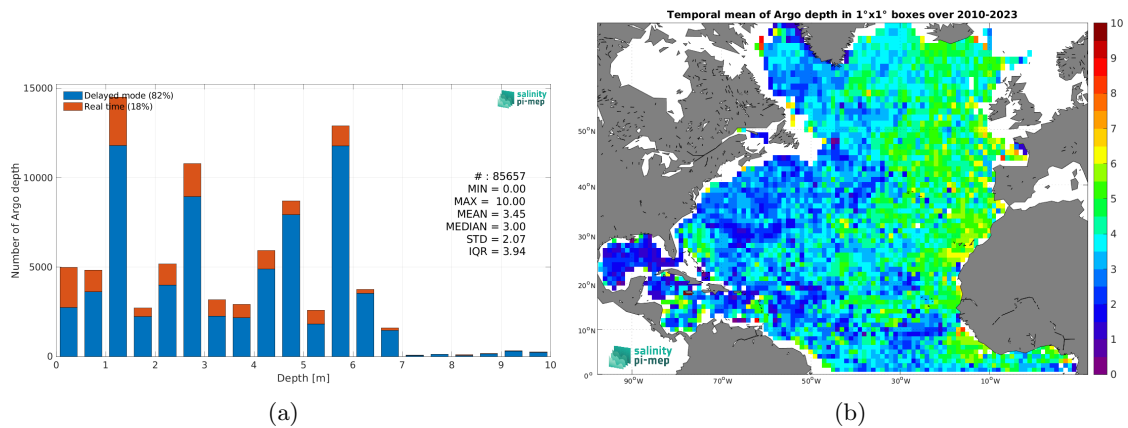 15000
10000
5000
0
Number of Argo depth
Delayed mode (82%)
Real time (18%)
salinity
pi-mep
# : 85657
MIN = 0.00
MAX = 10.00
MEAN = 3.45
MEDIAN = 3.00
STD = 2.07
IQR = 3.94
0 1 2 3 4 5 6 7 8 9 10
Depth [m]
(a)
Temporal mean of Argo depth in 1°x1° boxes over 2010-2023
50°N
40°N
30°N
20°N
10°N
0°
90°W 70°W 50°W 30°W 10°W
salinity
pi-mep
10
9
8
7
6
5
4
3
2
1
0
(b)